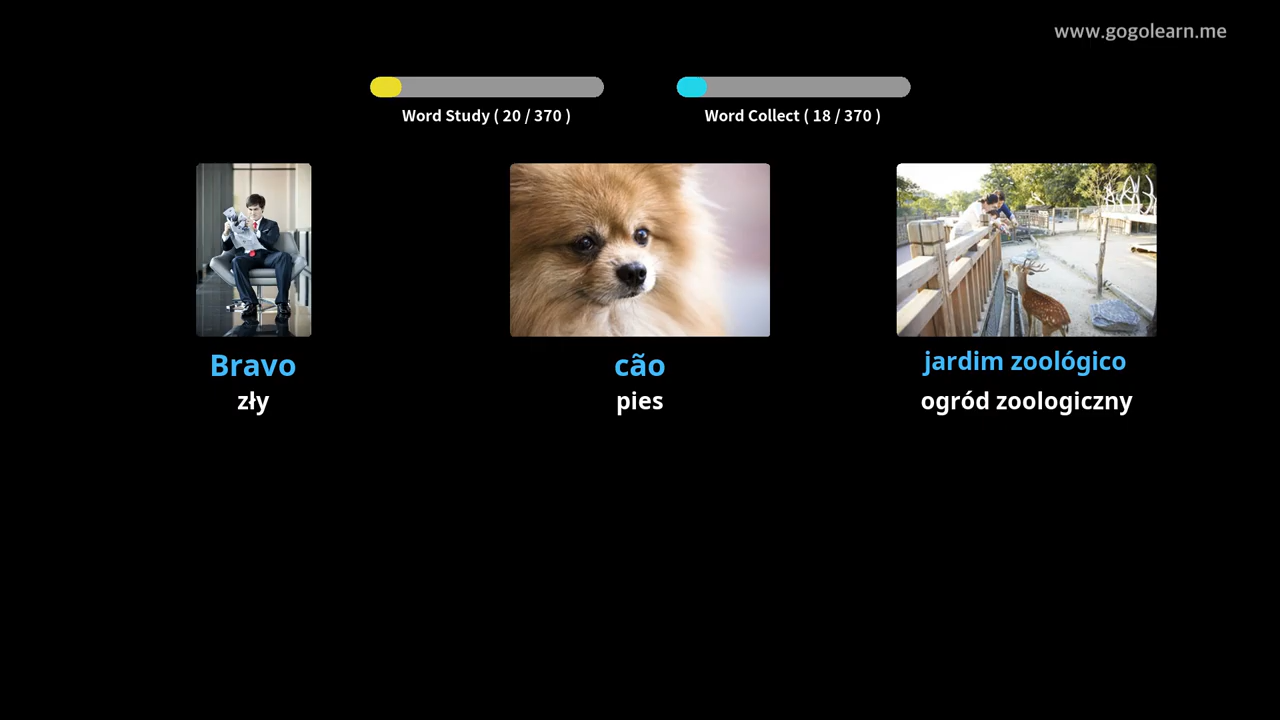 www.gogolearn.me
Word Study ( 20 / 370 )
Word Collect ( 18 / 370 )
Bravo
zły
cão
pies
jardim zoológico
ogród zoologiczny